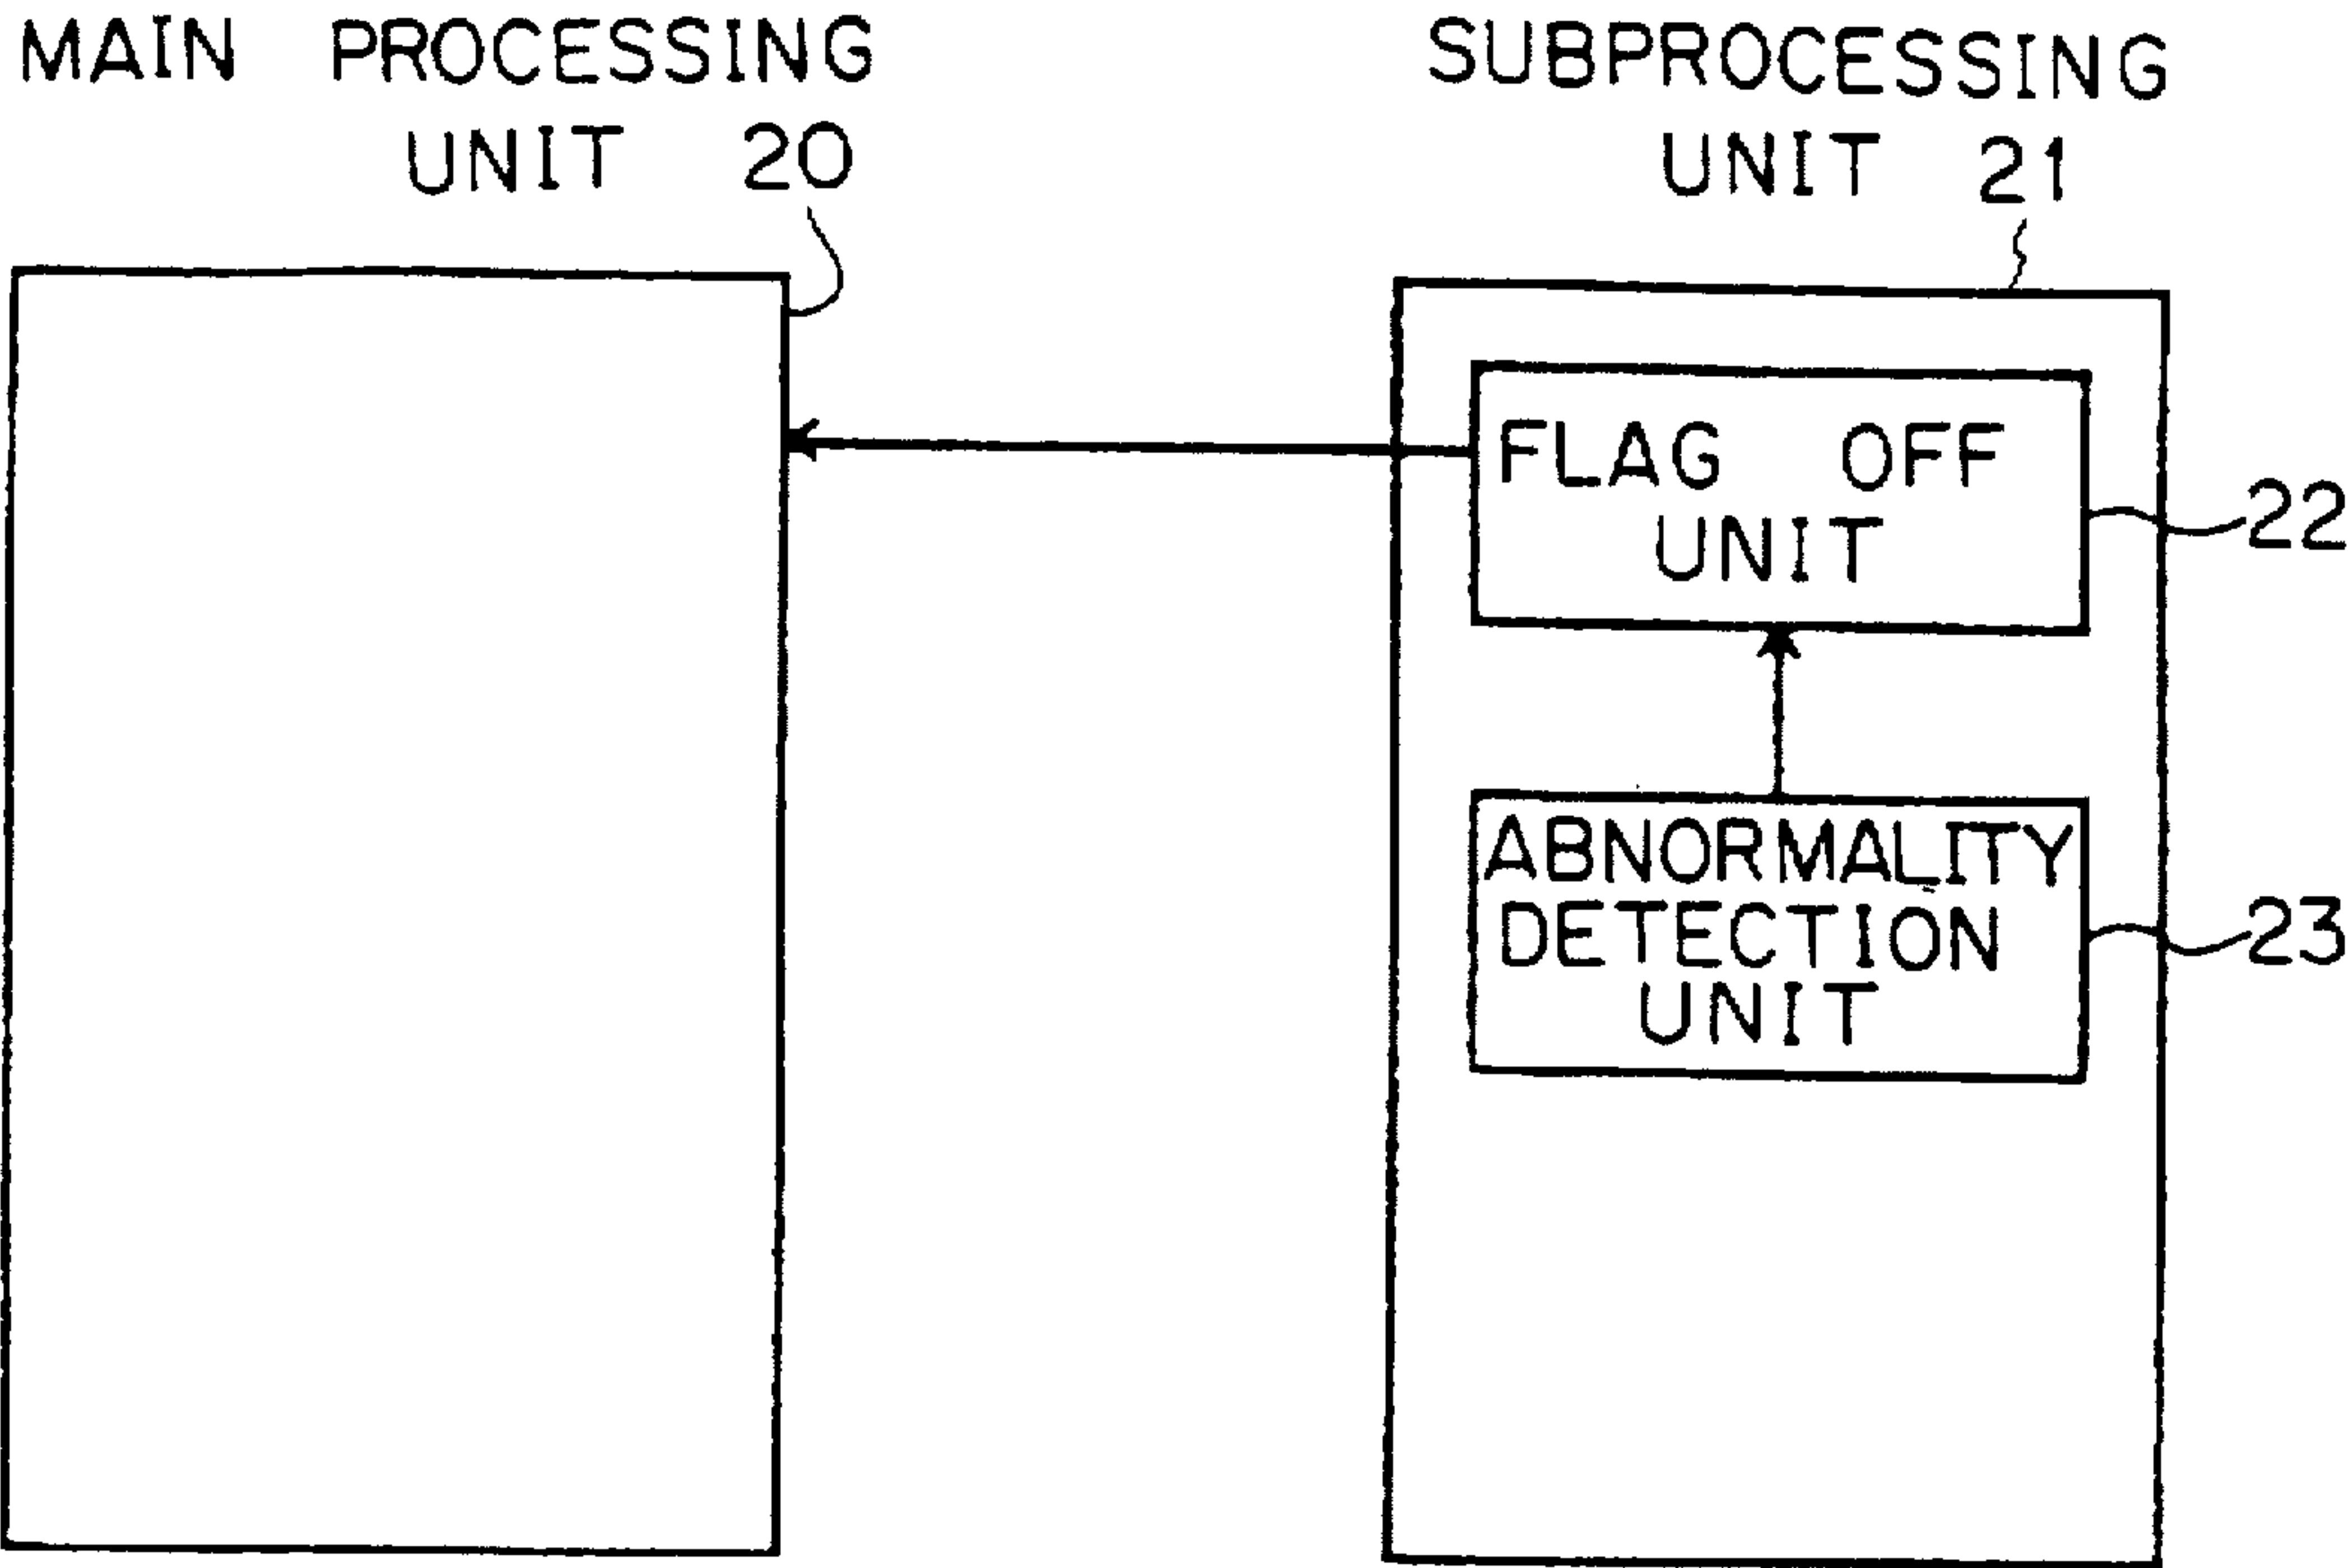 MAIN PROCESSING
UNIT 20
SUBPROCESSING
UNIT 21
FLAG OFF
UNIT
22
ABNORMALITY
DETECTION
UNIT
23